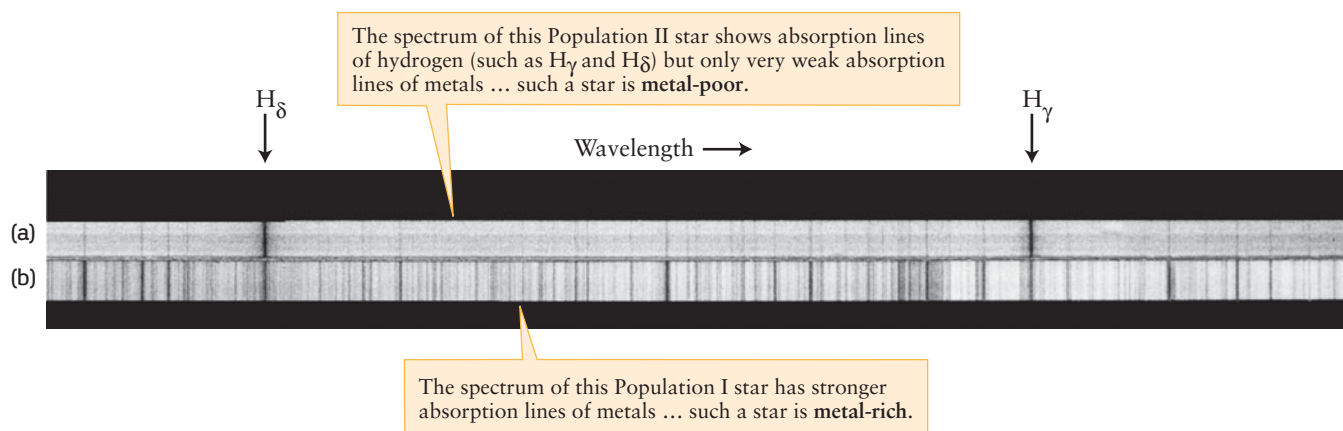 The spectrum of this Population II star shows absorption lines
of hydrogen (such as Hγ and Hδ) but only very weak absorption
lines of metals … such a star is metal-poor.
Hδ
Hγ
Wavelength
(a)
(b)
The spectrum of this Population I star has stronger
absorption lines of metals … such a star is metal-rich.